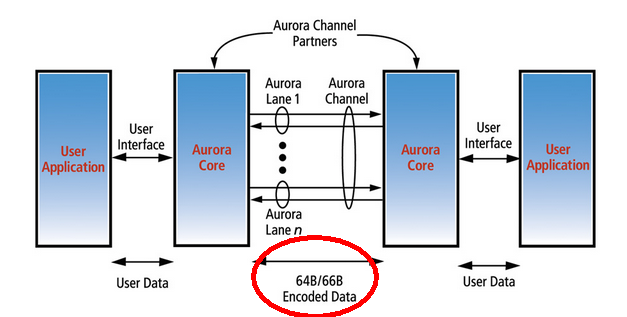 Aurora Channel
Partners
Aurora
Lane 1
Aurora
Channel
User
Application
User
Interface
Aurora
Core
Aurora
Core
User
Interface
User
Application
Aurora
Lane n
User Data
64B/66B
Encoded Data
User Data